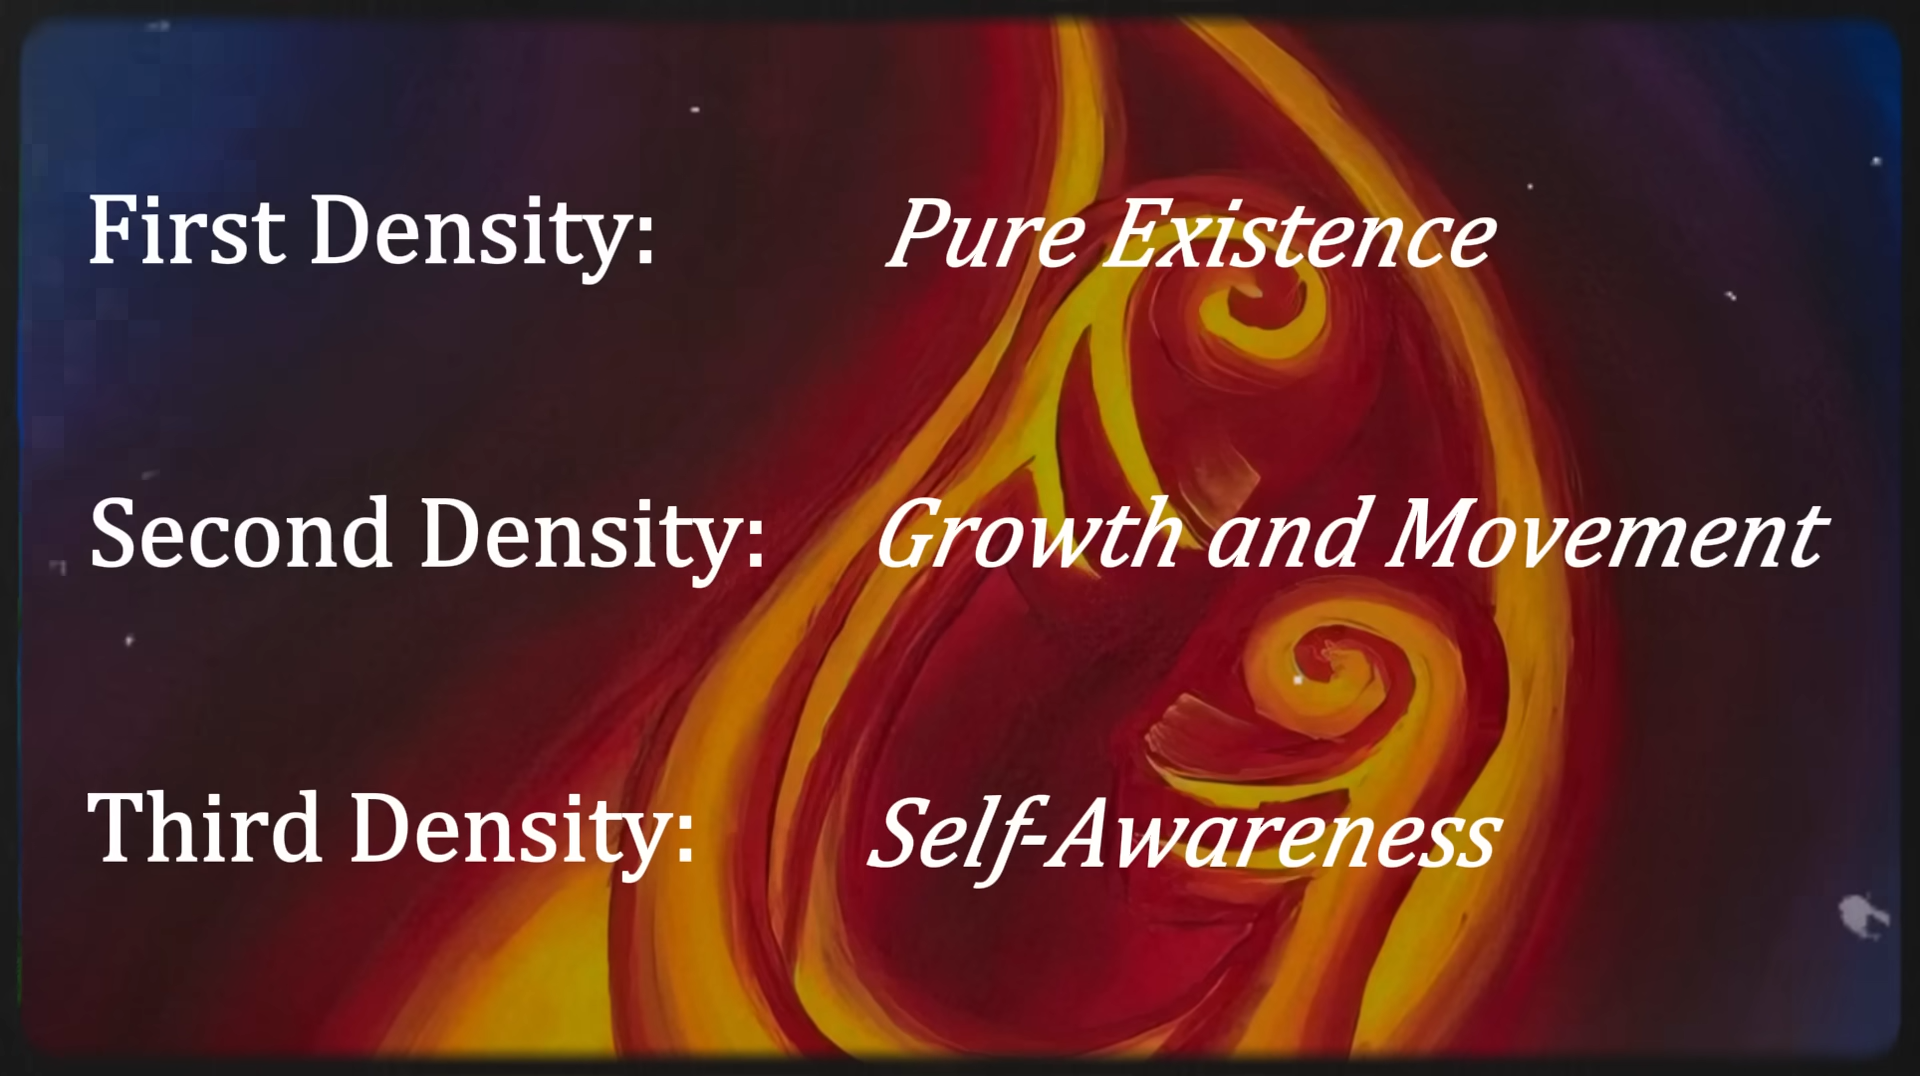 First Density: Pure Existence
Second Density: Growth and Movement
Third Density: Self-Awareness